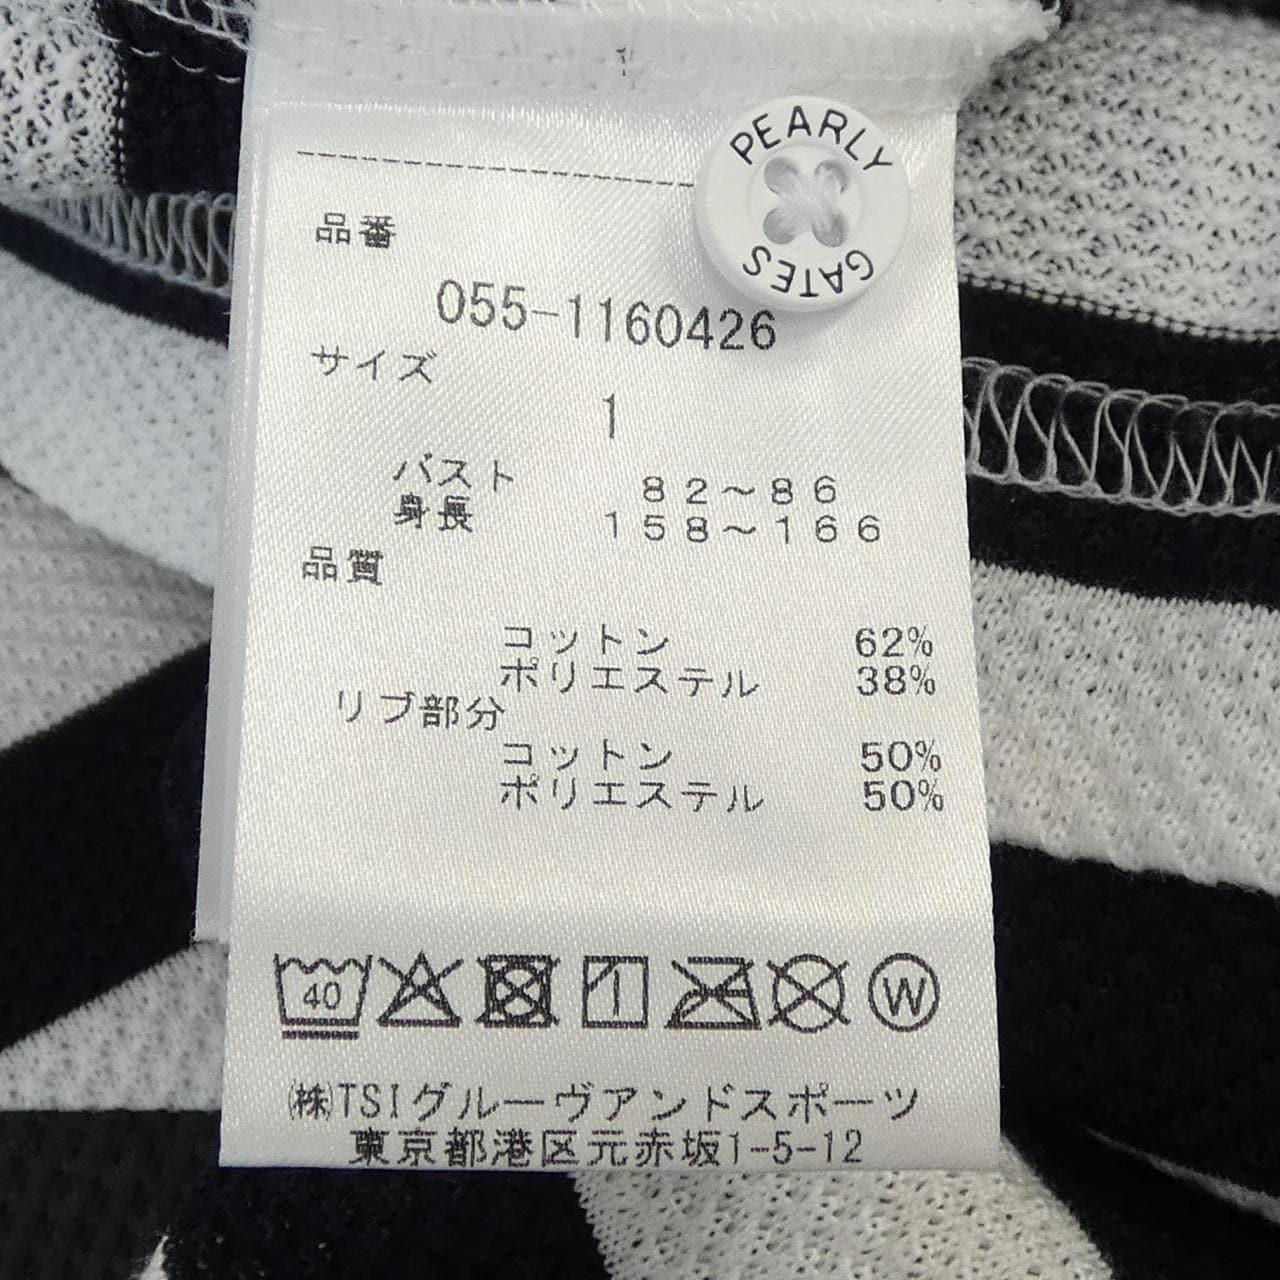 PEARLY
GATES
品番
055-1160426
サイズ
1
バスト 82～86
身長 158～166
品質
コットン 62%
ポリエステル 38%
リブ部分
コットン 50%
ポリエステル 50%
40
W
㈱TSIグルーヴアンドスポーツ
東京都港区元赤坂1-5-12